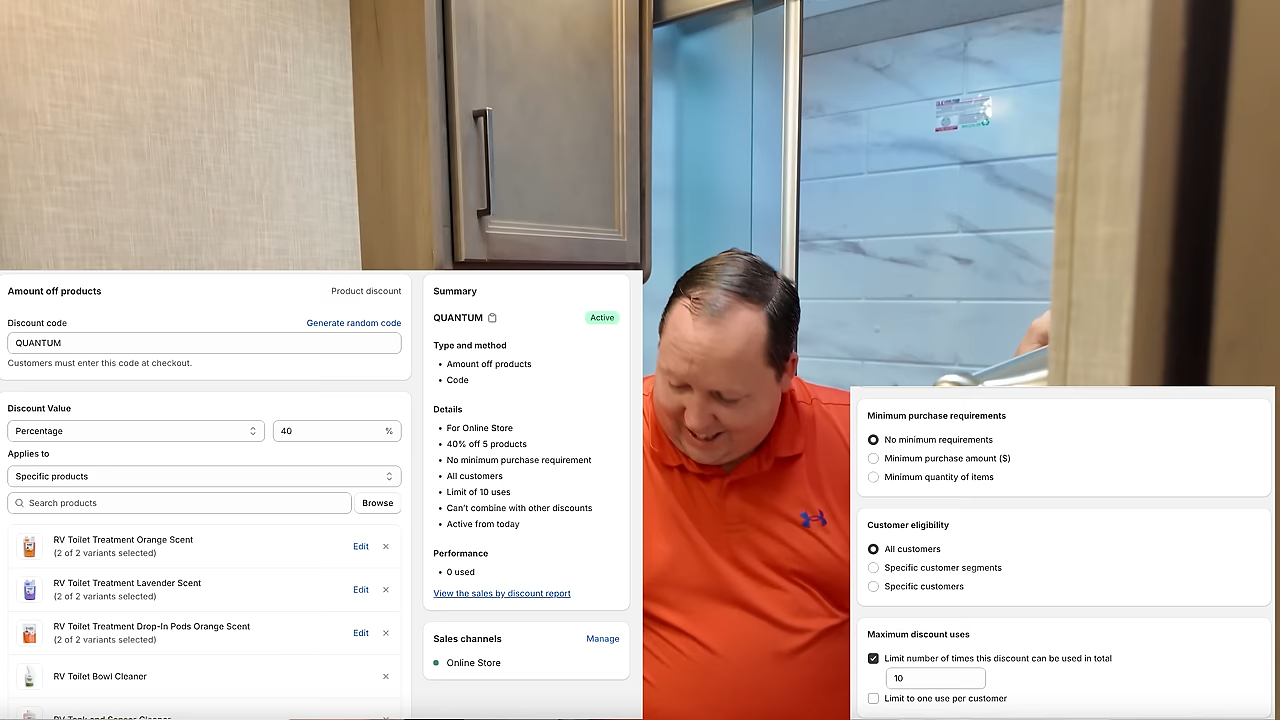 Amount off products
Product discount
Discount code
Generate random code
QUANTUM
Customers must enter this code at checkout.
Discount Value
Percentage
40 %
Applies to
Specific products
Search products
Browse
RV Toilet Treatment Orange Scent
(2 of 2 variants selected)
Edit
RV Toilet Treatment Lavender Scent
(2 of 2 variants selected)
Edit
RV Toilet Treatment Drop-In Pods Orange Scent
(2 of 2 variants selected)
Edit
RV Toilet Bowl Cleaner
RV Tank and Sensor Cleaner
Summary
QUANTUM
Active
Type and method
• Amount off products
• Code
Details
• For Online Store
• 40% off 5 products
• No minimum purchase requirement
• All customers
• Limit of 10 uses
• Can't combine with other discounts
• Active from today
Performance
• 0 used
View the sales by discount report
Sales channels
Manage
Online Store
Minimum purchase requirements
No minimum requirements
Minimum purchase amount ($)
Minimum quantity of items
Customer eligibility
All customers
Specific customer segments
Specific customers
Maximum discount uses
Limit number of times this discount can be used in total
10
Limit to one use per customer